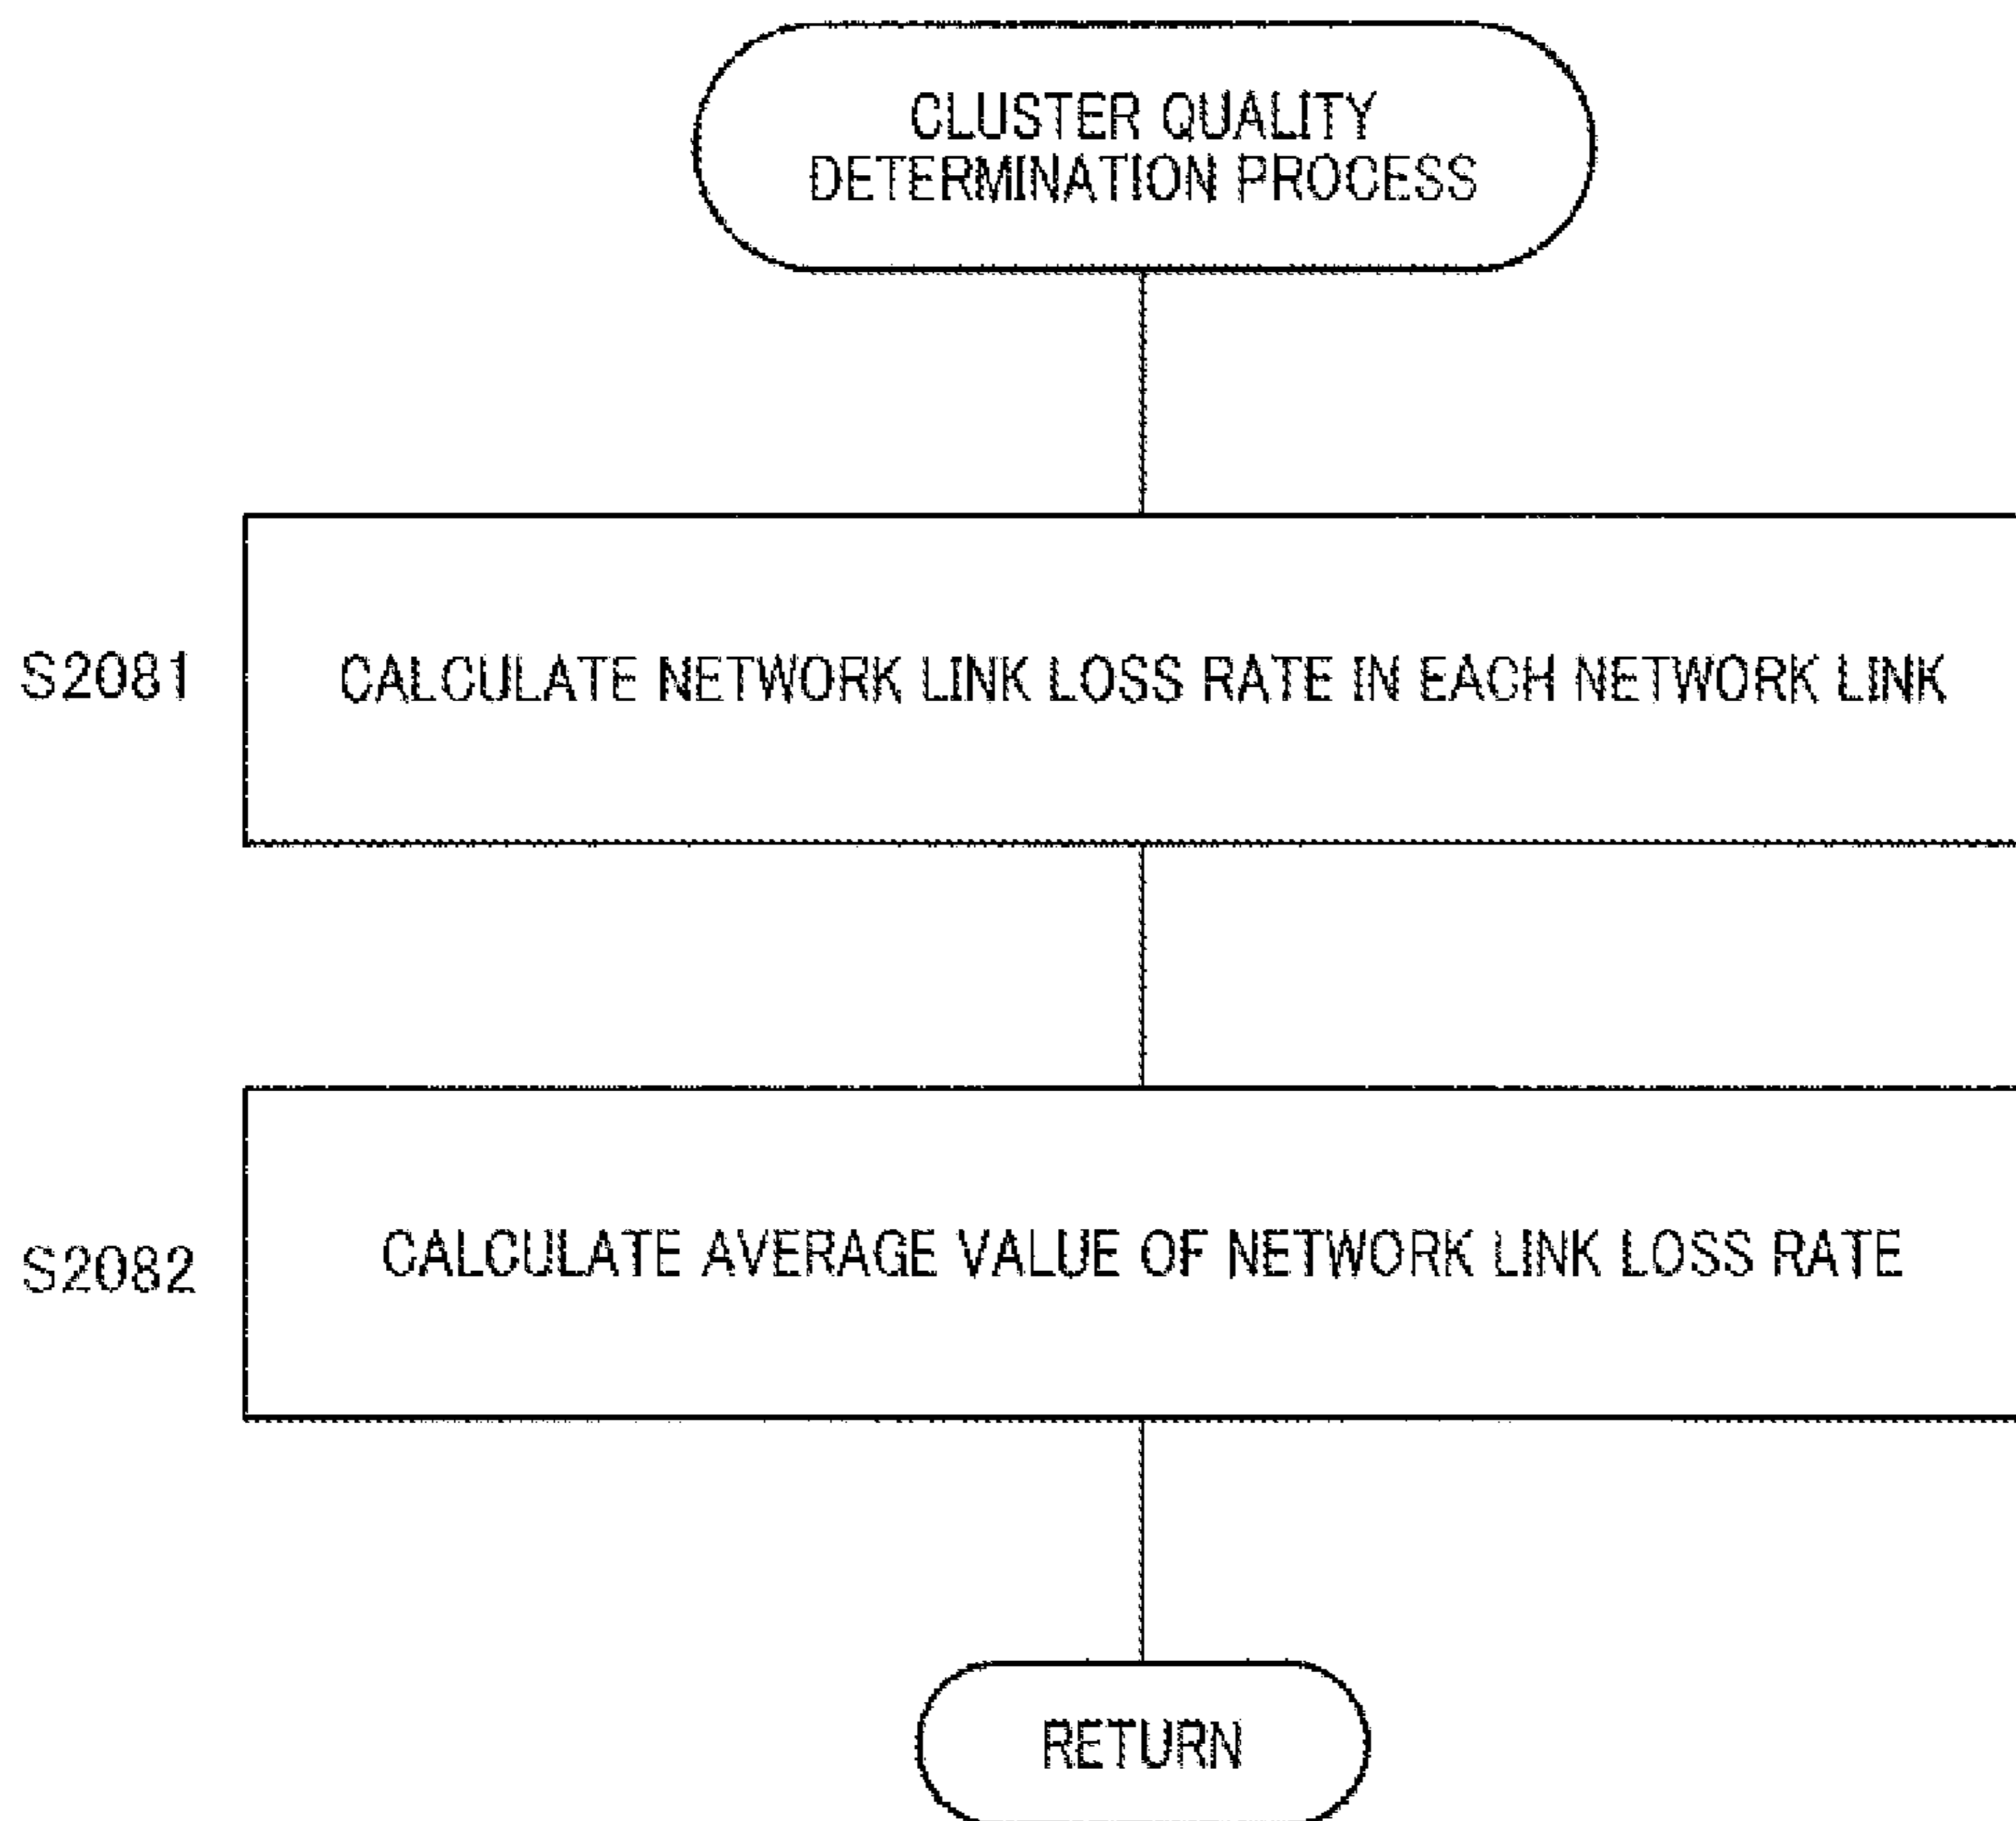 CLUSTER QUALITY
DETERMINATION PROCESS
S2081
CALCULATE NETWORK LINK LOSS RATE IN EACH NETWORK LINK
S2082
CALCULATE AVERAGE VALUE OF NETWORK LINK LOSS RATE
RETURN